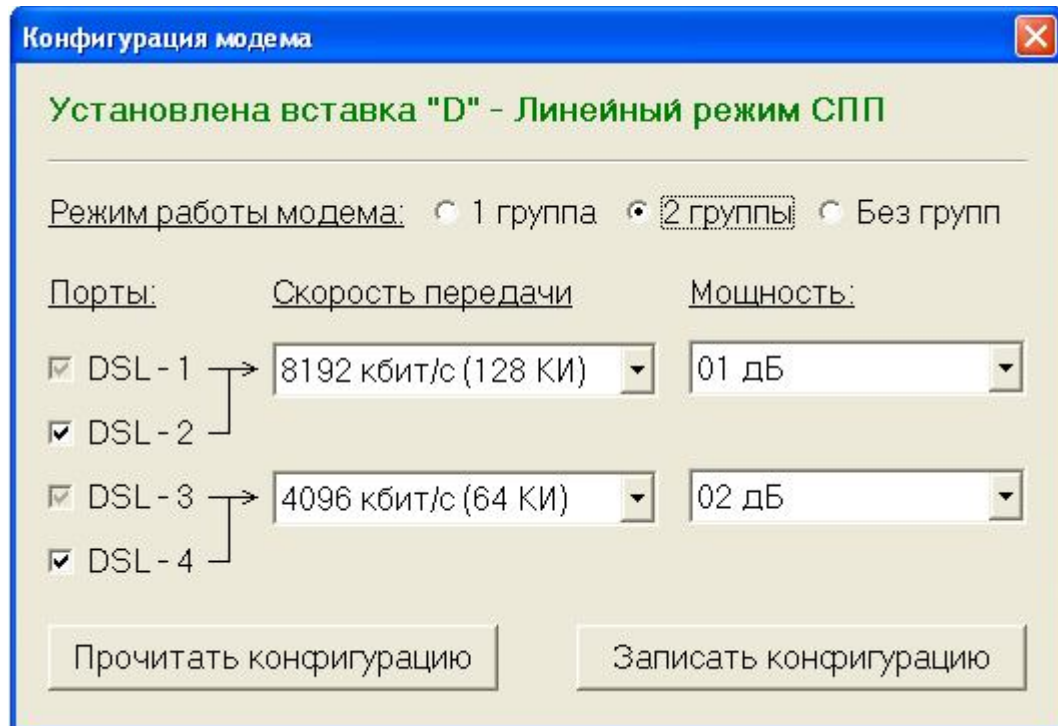 Конфигурация модема
Установлена вставка "D" - Линейный режим СПП
Режим работы модема: 1 группа 2 группы Без групп
Порты: Скорость передачи Мощность:
DSL - 1 8192 кбит/с (128 КИ) 01 дБ
DSL - 2
DSL - 3 4096 кбит/с (64 КИ) 02 дБ
DSL - 4
Прочитать конфигурацию Записать конфигурацию